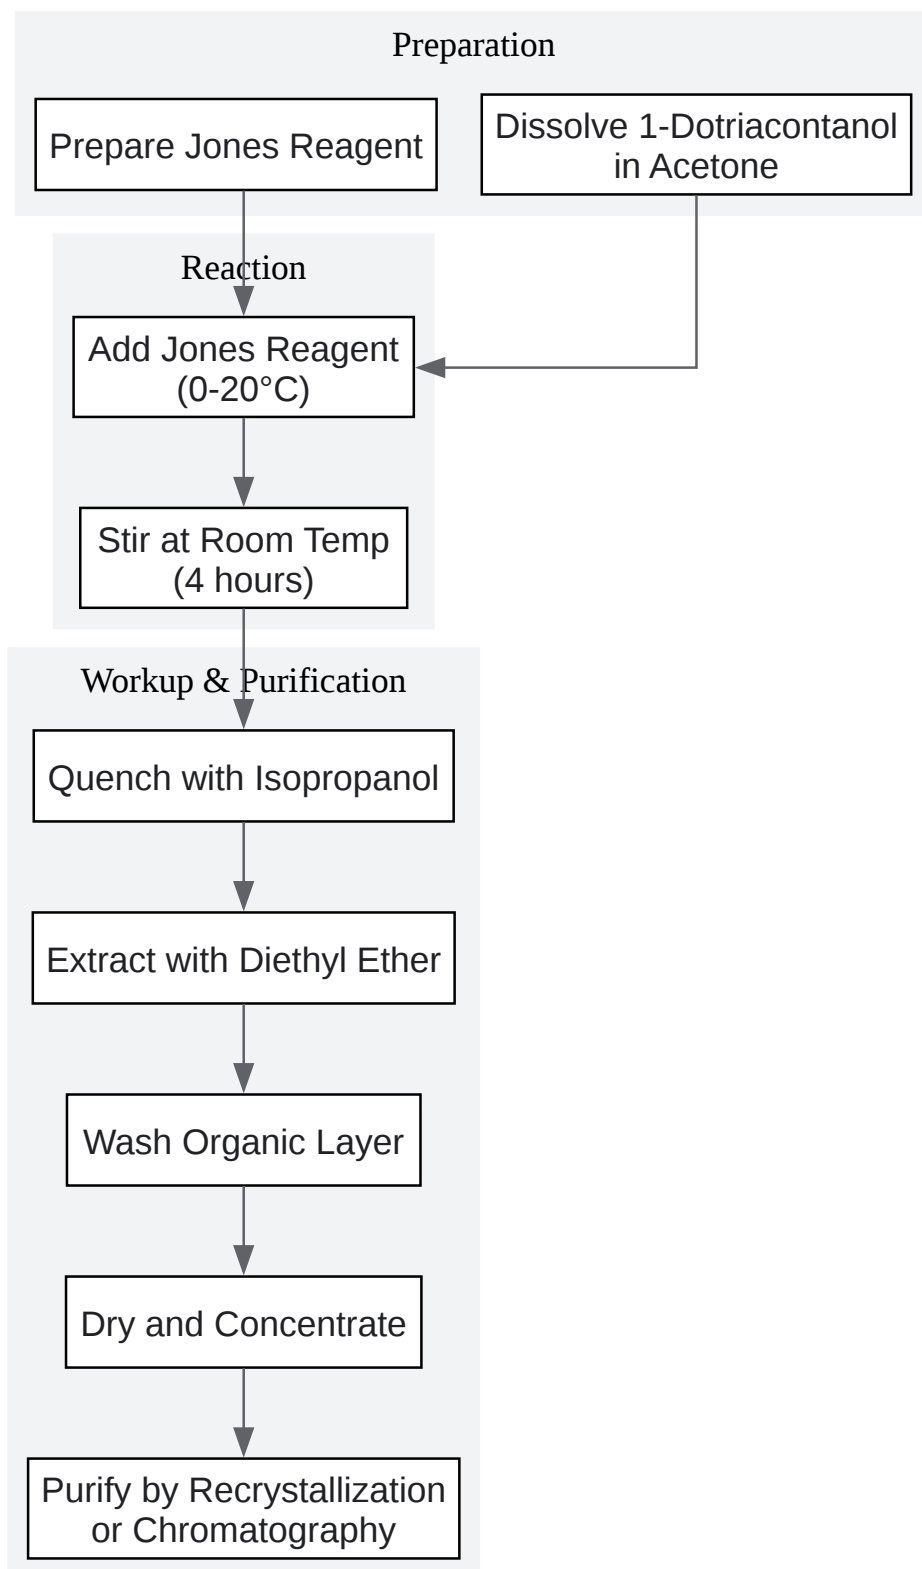 Preparation
Prepare Jones Reagent
Dissolve 1-Dotriacontanol
in Acetone
Reaction
Add Jones Reagent
(0-20°C)
Stir at Room Temp
(4 hours)
Workup & Purification
Quench with Isopropanol
Extract with Diethyl Ether
Wash Organic Layer
Dry and Concentrate
Purify by Recrystallization
or Chromatography